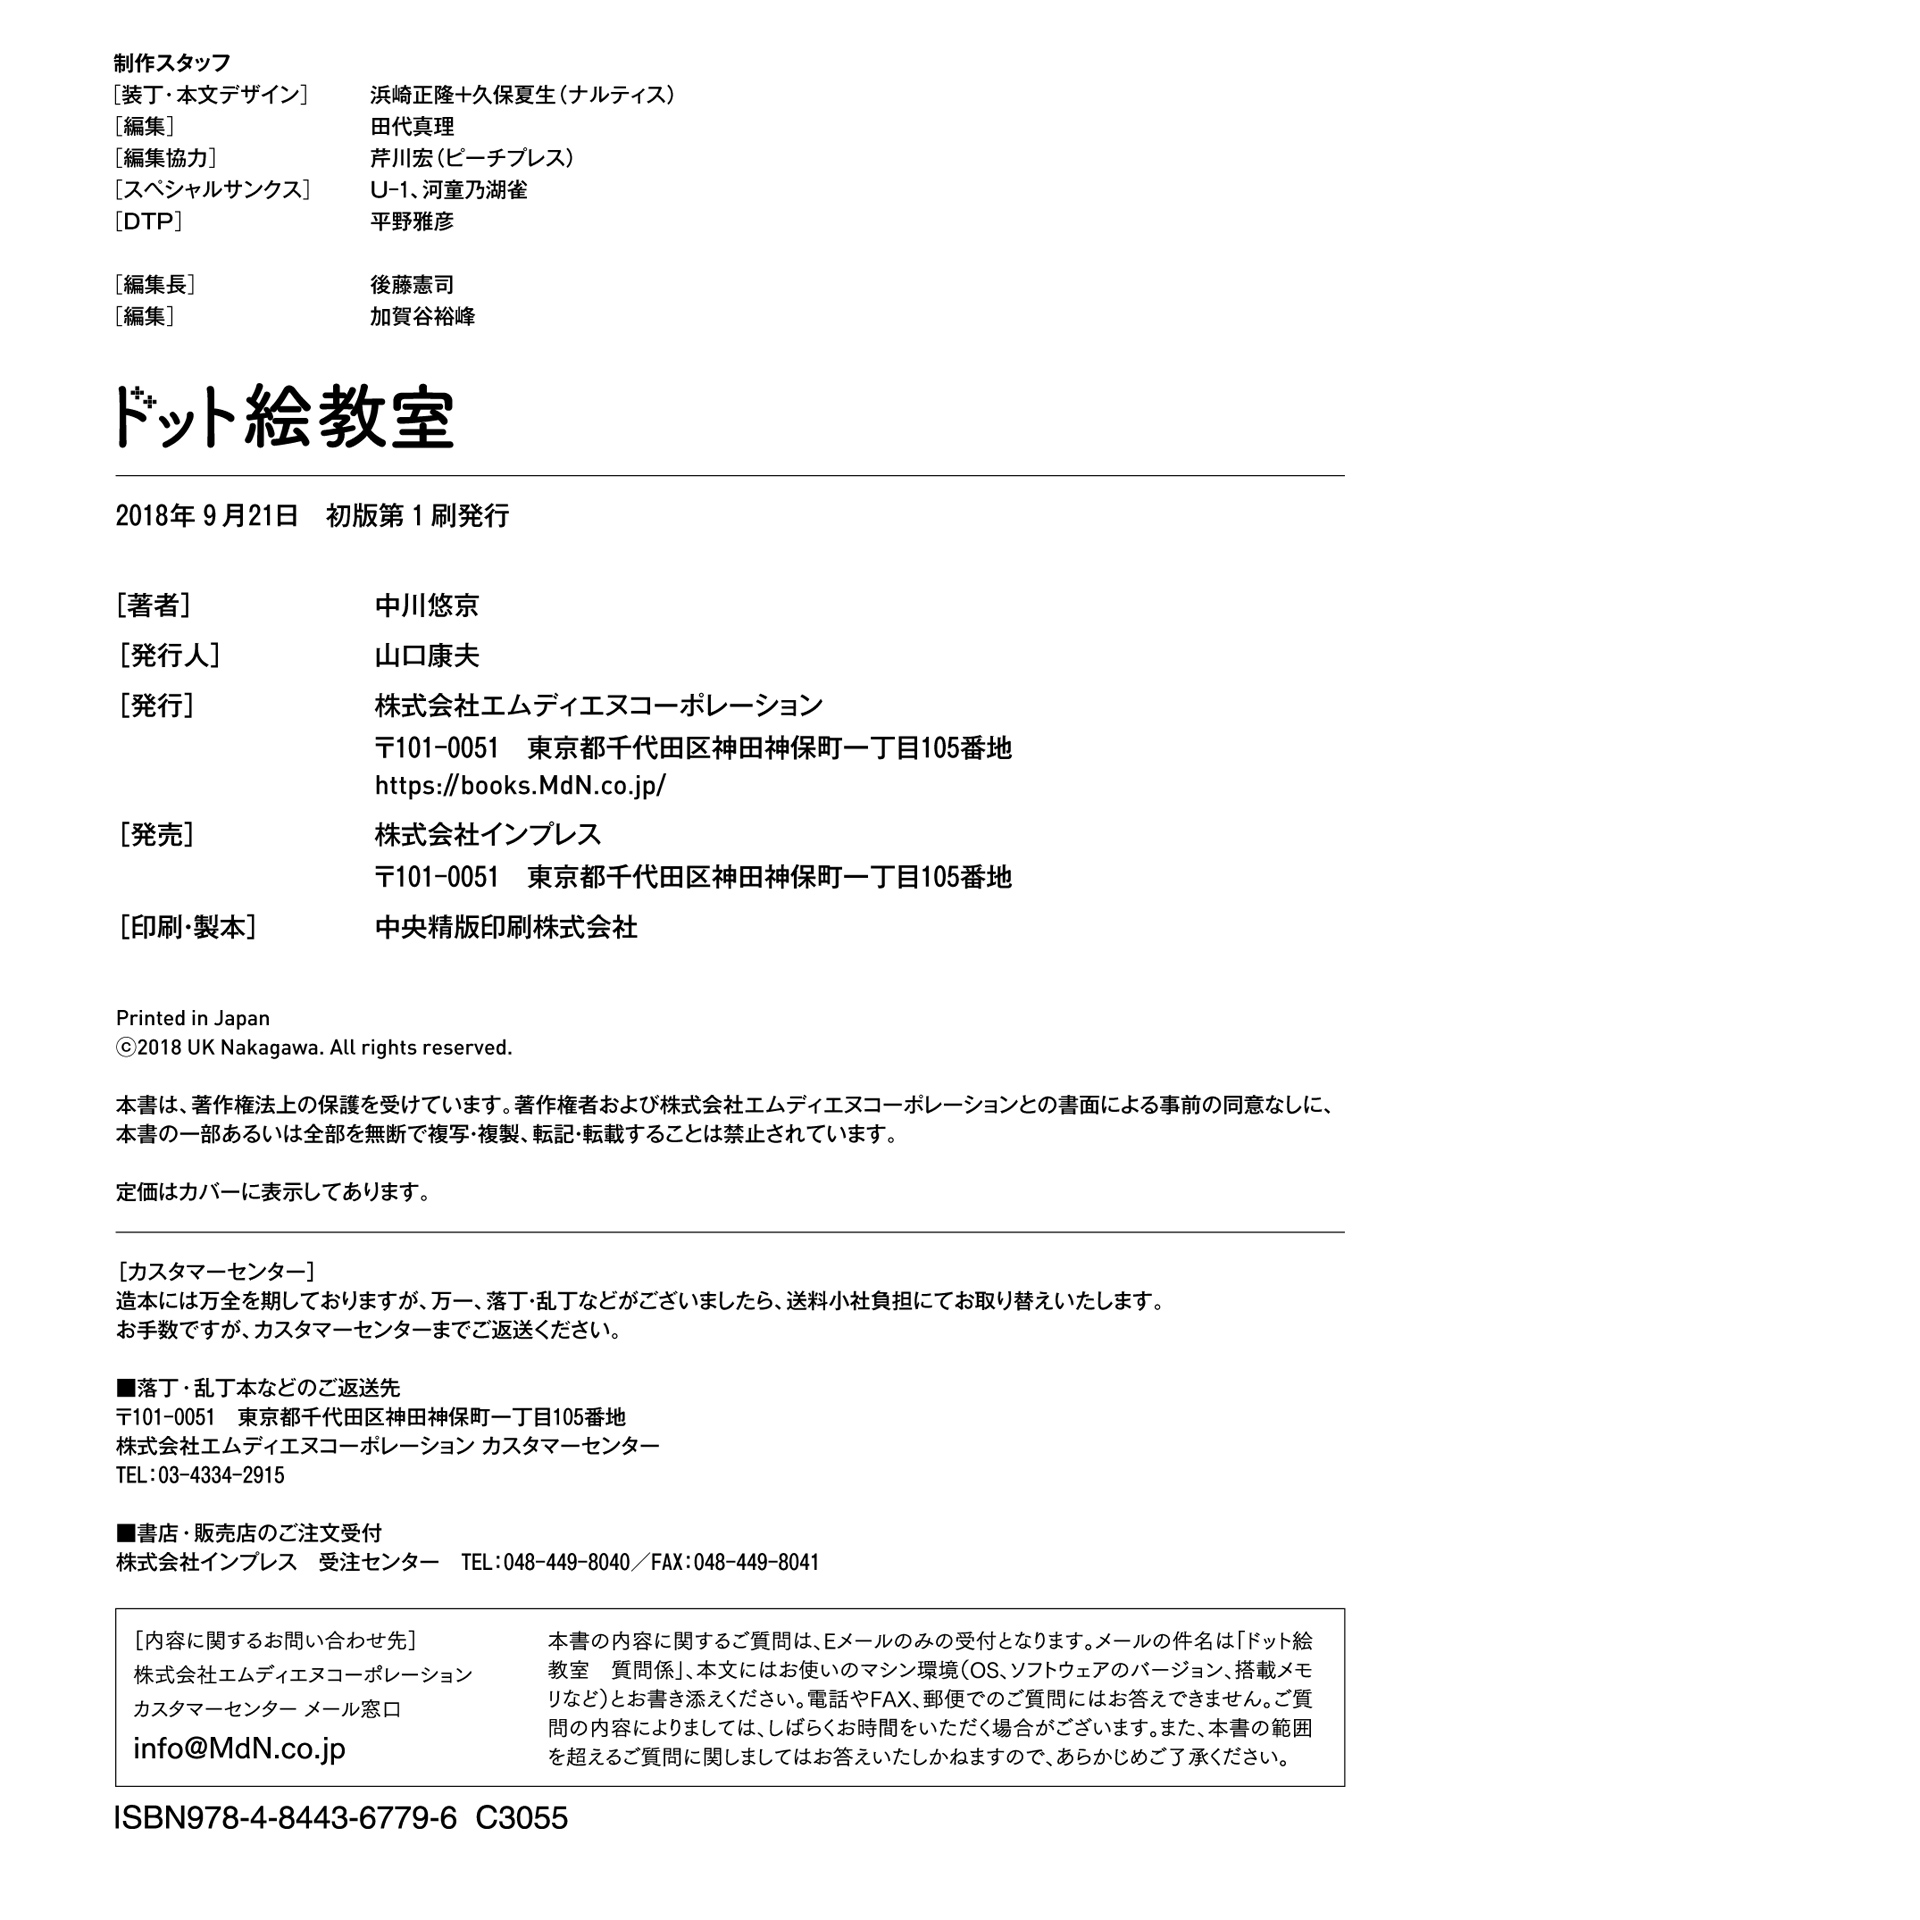 制作スタッフ
[装丁・本文デザイン]　浜崎正隆＋久保夏生（ナルティス）
[編集]　田代真理
[編集協力]　芹川宏（ピーチプレス）
[スペシャルサンクス]　U-1、河童乃湖雀
[DTP]　平野雅彦
[編集長]　後藤憲司
[編集]　加賀谷裕峰
ドット絵教室
2018年9月21日　初版第1刷発行
[著者]　中川悠京
[発行人]　山口康夫
[発行]　株式会社エムディエヌコーポレーション
〒101-0051　東京都千代田区神田神保町一丁目105番地
https://books.MdN.co.jp/
[発売]　株式会社インプレス
〒101-0051　東京都千代田区神田神保町一丁目105番地
[印刷・製本]　中央精版印刷株式会社
Printed in Japan
©2018 UK Nakagawa. All rights reserved.
本書は、著作権法上の保護を受けています。著作権者および株式会社エムディエヌコーポレーションとの書面による事前の同意なしに、
本書の一部あるいは全部を無断で複写・複製、転記・転載することは禁止されています。
定価はカバーに表示してあります。
[カスタマーセンター]
造本には万全を期しておりますが、万一、落丁・乱丁などがございましたら、送料小社負担にてお取り替えいたします。
お手数ですが、カスタマーセンターまでご返送ください。
■落丁・乱丁本などのご返送先
〒101-0051　東京都千代田区神田神保町一丁目105番地
株式会社エムディエヌコーポレーション カスタマーセンター
TEL：03-4334-2915
■書店・販売店のご注文受付
株式会社インプレス　受注センター　TEL：048-449-8040／FAX：048-449-8041
[内容に関するお問い合わせ先]
株式会社エムディエヌコーポレーション
カスタマーセンター メール窓口
info@MdN.co.jp
本書の内容に関するご質問は、Eメールのみの受付となります。メールの件名は「ドット絵
教室　質問係」、本文にはお使いのマシン環境（OS、ソフトウェアのバージョン、搭載メモ
リなど）とお書き添えください。電話やFAX、郵便でのご質問にはお答えできません。ご質
問の内容によりましては、しばらくお時間をいただく場合がございます。また、本書の範囲
を超えるご質問に関しましてはお答えいたしかねますので、あらかじめご了承ください。
ISBN978-4-8443-6779-6 C3055